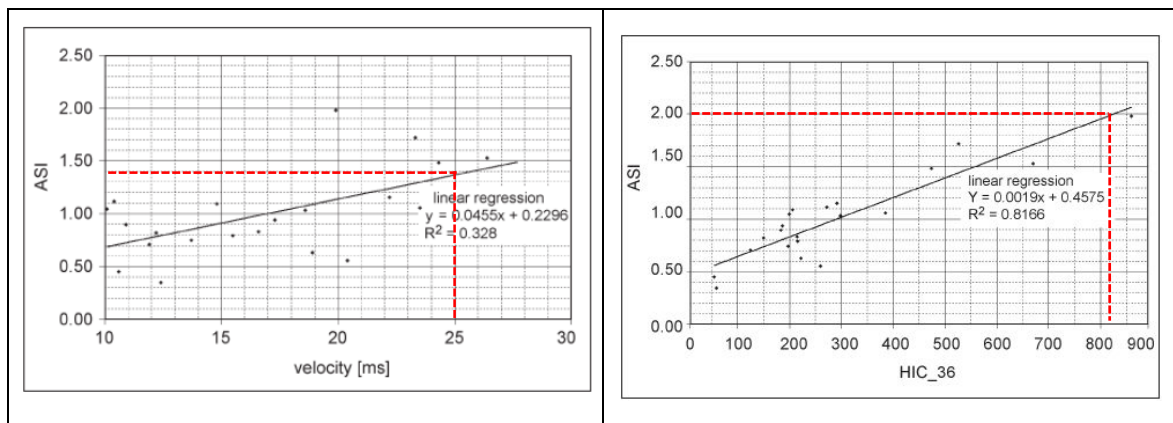 2.50
2.00
1.50
1.00
0.50
0.00
ASI
10
15
20
25
30
velocity [ms]
linear regression
y = 0.0455x + 0.2296
R² = 0.328
2.50
2.00
1.50
1.00
0.50
0.00
ASI
0
100
200
300
400
500
600
700
800
900
HIC_36
linear regression
Y = 0.0019x + 0.4575
R² = 0.8166